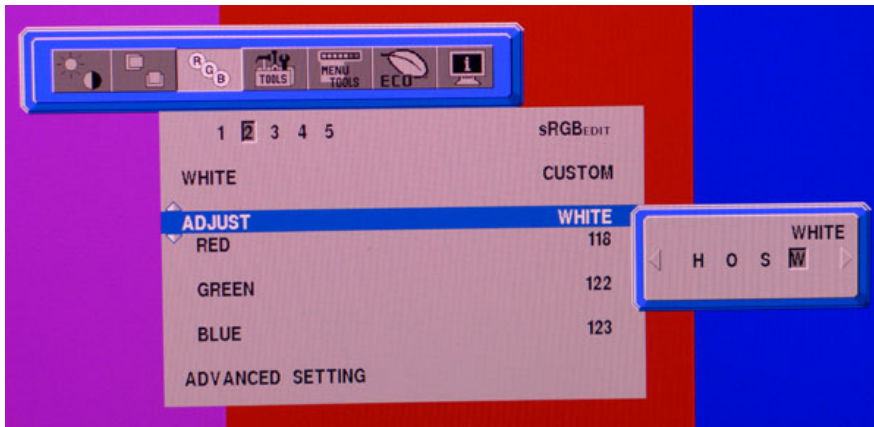 R G B TOOLS MENU TOOLS ECO i
1 2 3 4 5 sRGBEDIT
WHITE CUSTOM
ADJUST WHITE
RED 118
GREEN 122
BLUE 123
ADVANCED SETTING
WHITE
H O S W